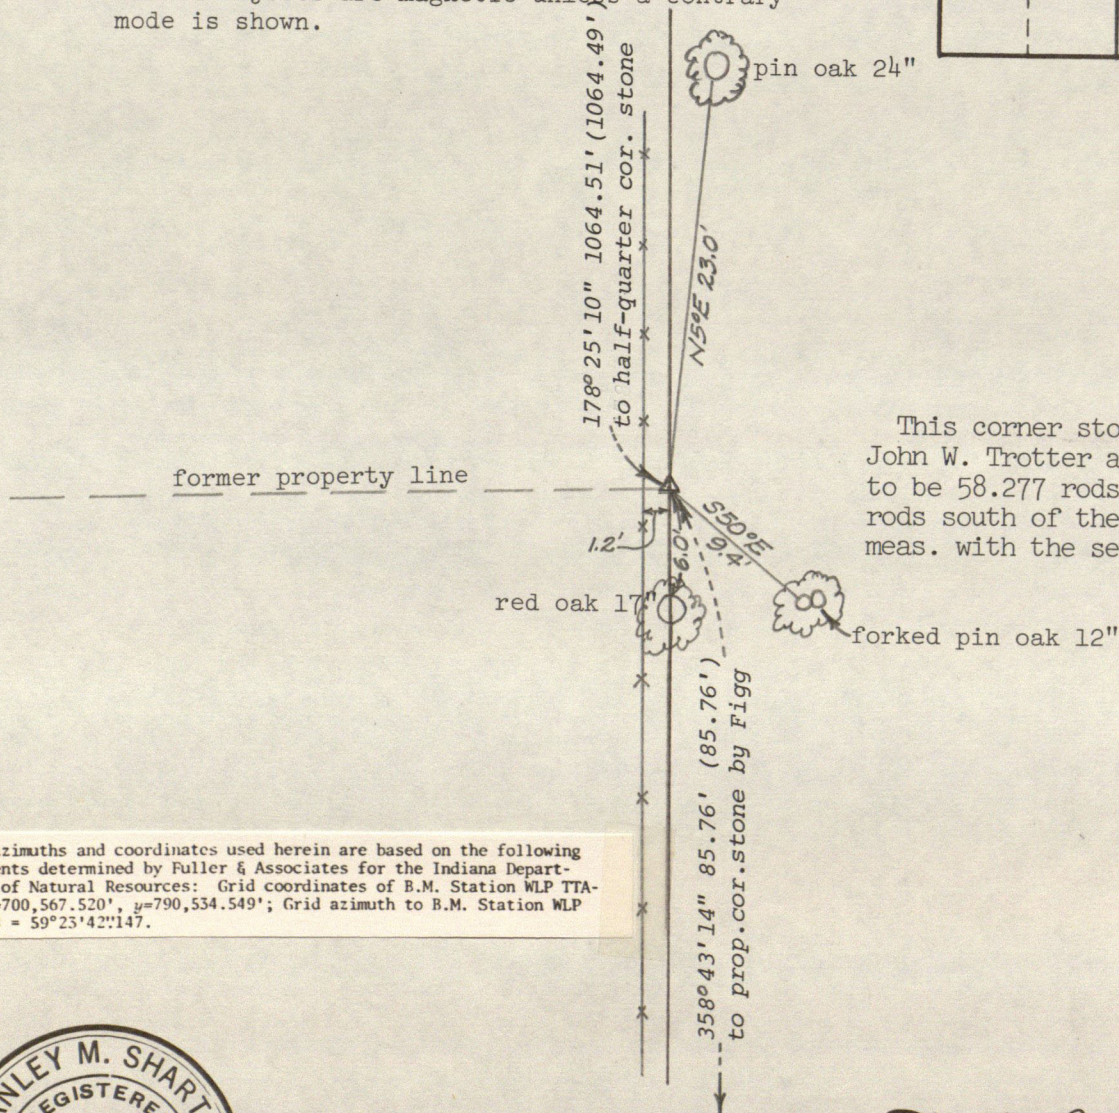 mode is shown.
pin oak 24"
178°25'10" 1064.51' (1064.49')
to half-quarter cor. stone
N5°E 23.0'
This corner sto
John W. Trotter a
to be 58.277 rods
rods south of the
meas. with the se
former property line
S50°E
9.4'
1.2'
6.0'
red oak 17"
forked pin oak 12"
358°43'14" 85.76' (85.76')
to prop.cor.stone by Figg
zimuths and coordinates used herein are based on the following
nts determined by Fuller & Associates for the Indiana Depart-
of Natural Resources: Grid coordinates of B.M. Station WLP TTA-
=700,567.520', y=790,534.549'; Grid azimuth to B.M. Station WLP
= 59°23'42"147.
NLEY M. SHART
EGISTERE